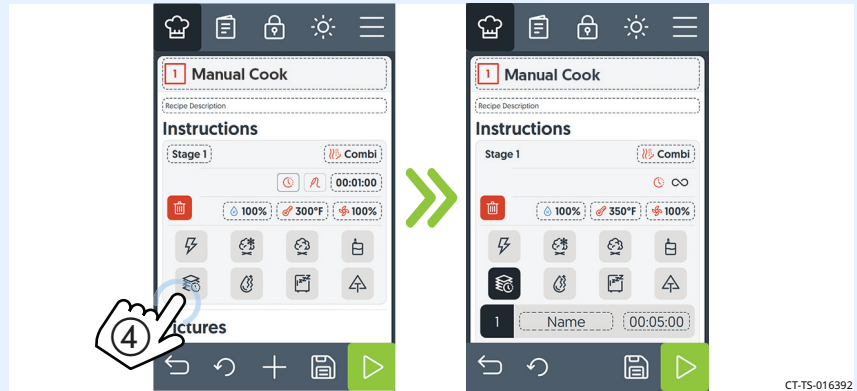 1 Manual Cook
Recipe Description
Instructions
Stage 1 Combi
00:01:00
100% 300°F 100%
4
Pictures
1 Manual Cook
Recipe Description
Instructions
Stage 1 Combi
∞
100% 350°F 100%
1 Name 00:05:00
CT-TS-016392